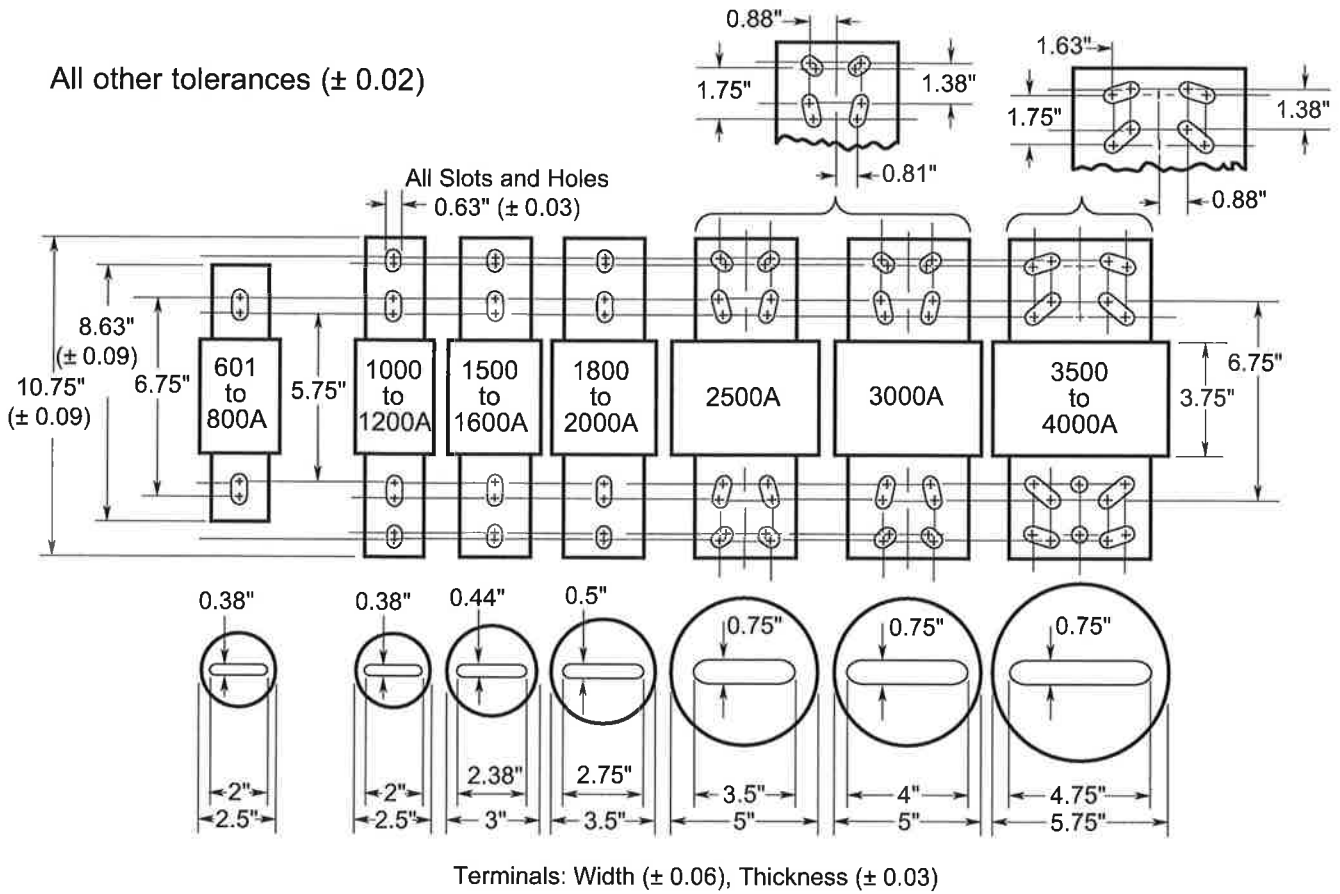 All other tolerances (± 0.02)
0.88"
1.75"
1.38"
0.81"
1.63"
1.75"
1.38"
0.88"
All Slots and Holes
0.63" (± 0.03)
10.75"
(± 0.09)
8.63"
(± 0.09)
6.75"
601
to
800A
5.75"
1000
to
1200A
1500
to
1600A
1800
to
2000A
2500A
3000A
3500
to
4000A
3.75"
6.75"
0.38"
0.38"
0.44"
0.5"
0.75"
0.75"
0.75"
2"
2.5"
2"
2.5"
2.38"
3"
2.75"
3.5"
3.5"
5"
4"
5"
4.75"
5.75"
Terminals: Width (± 0.06), Thickness (± 0.03)